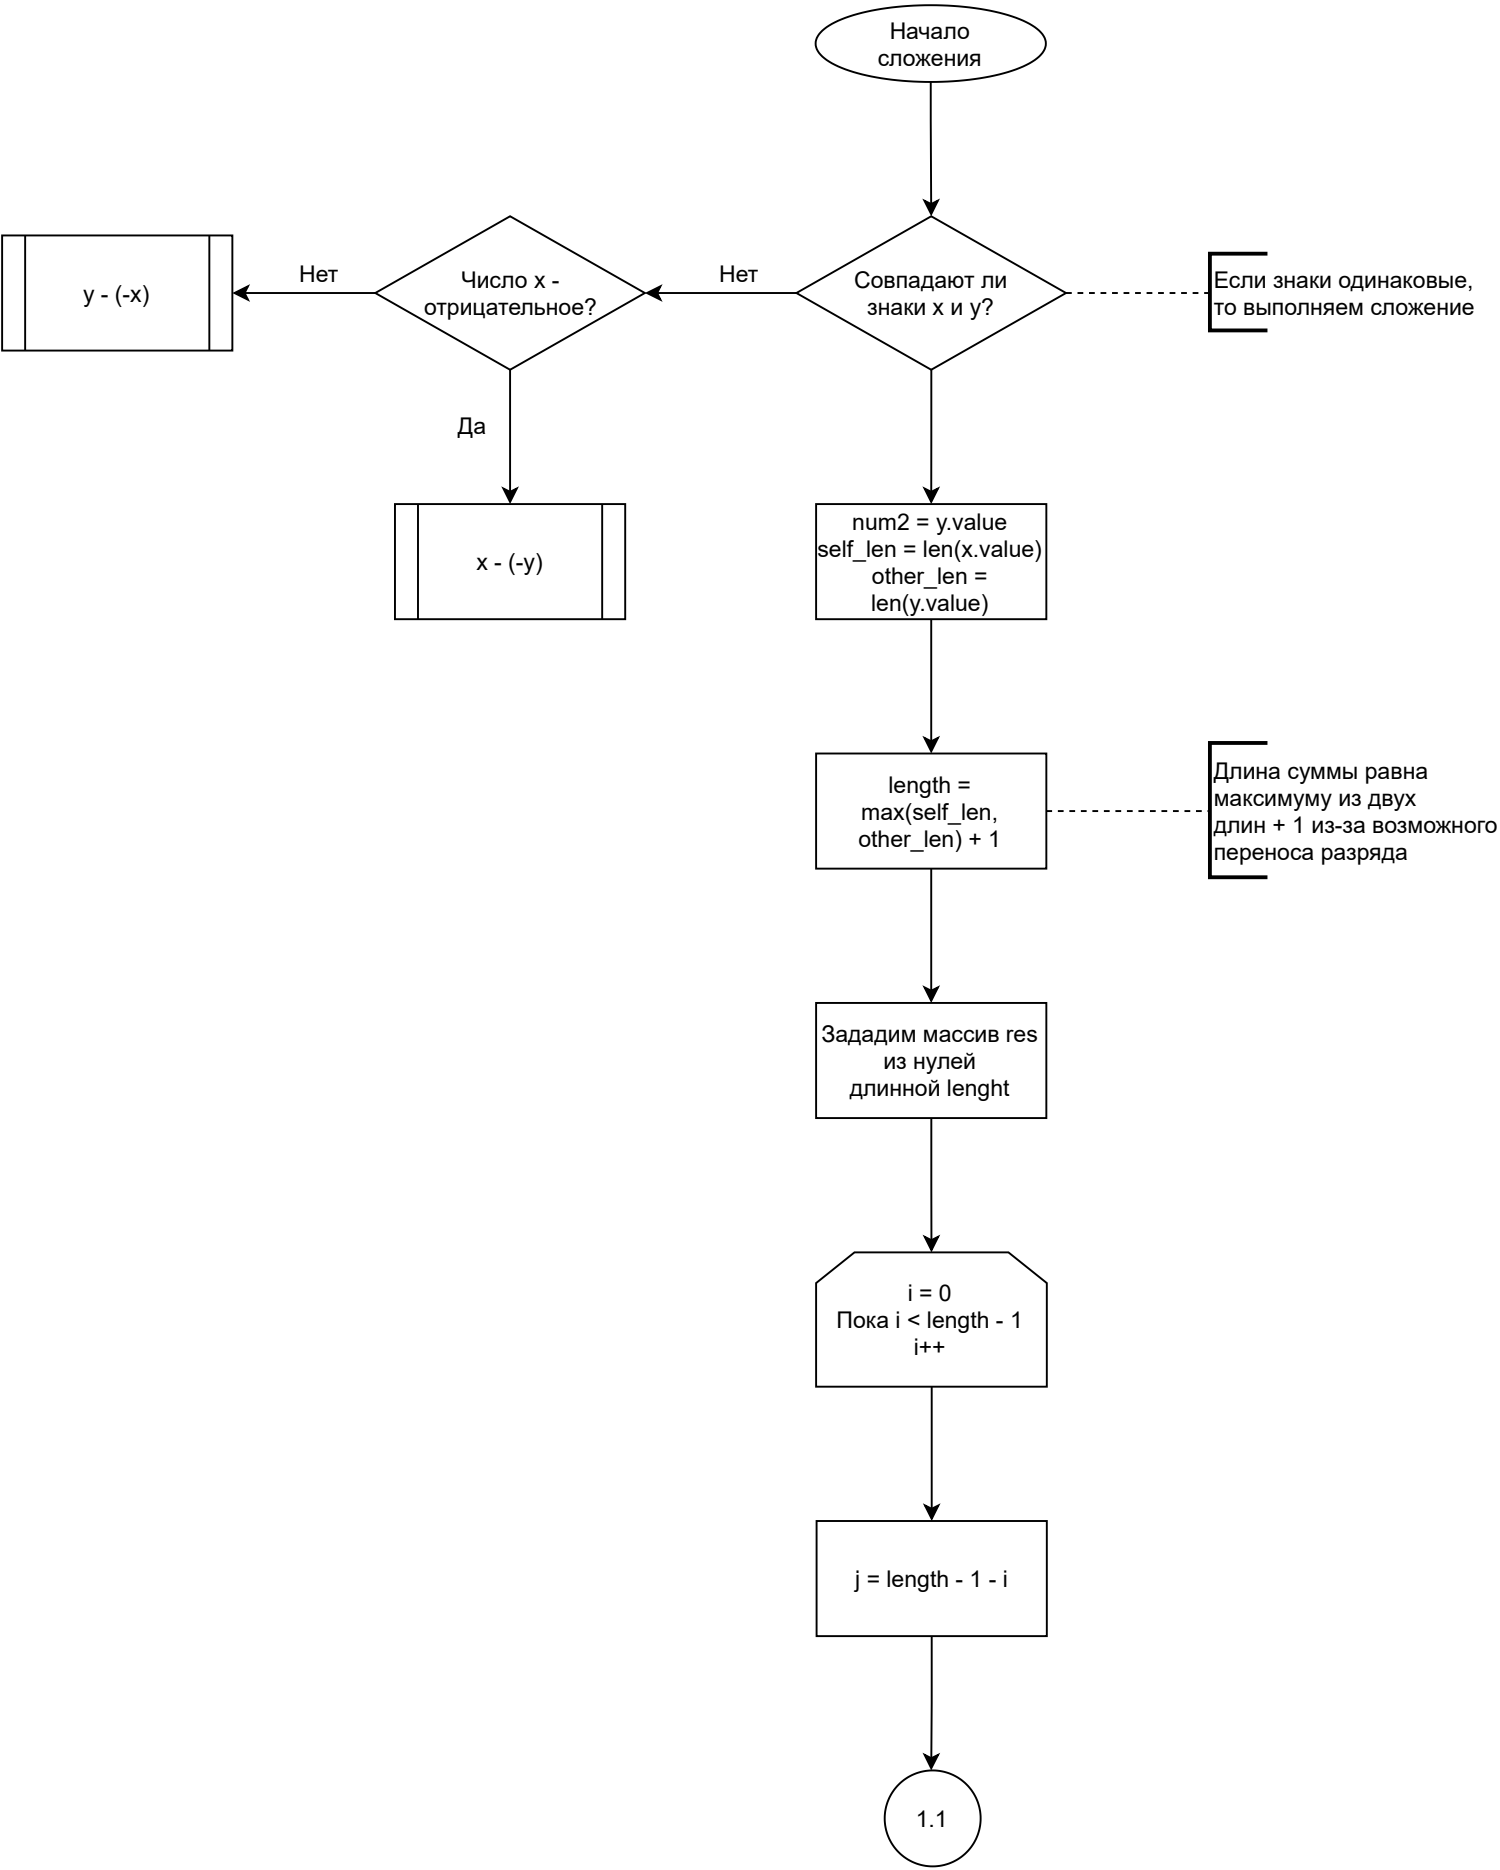 Начало
сложения
Совпадают ли
знаки x и y?
Если знаки одинаковые,
то выполняем сложение
Нет
Число x -
отрицательное?
Нет
y - (-x)
Да
x - (-y)
num2 = y.value
self_len = len(x.value)
other_len =
len(y.value)
length =
max(self_len,
other_len) + 1
Длина суммы равна
максимуму из двух
длин + 1 из-за возможного
переноса разряда
Зададим массив res
из нулей
длинной lenght
i = 0
Пока i < length - 1
i++
j = length - 1 - i
1.1